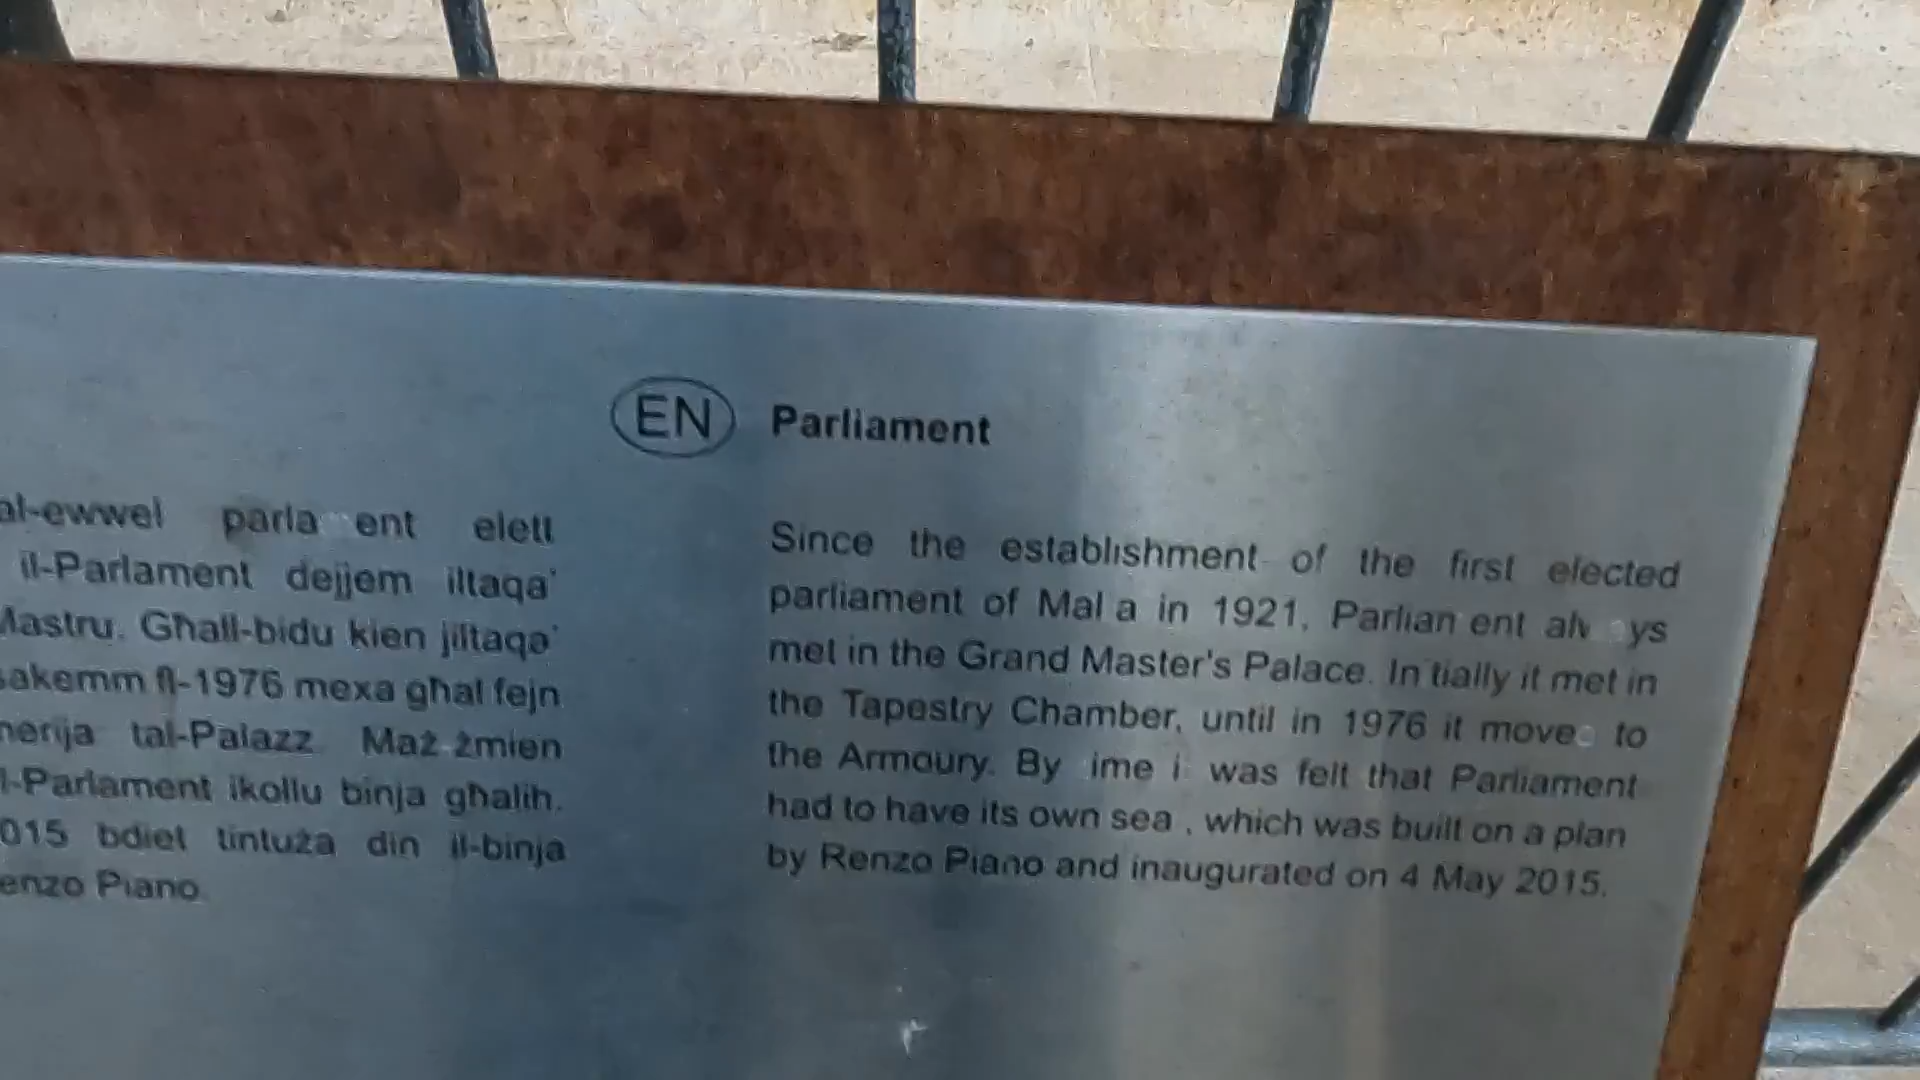 al-ewwel parla ent elett
il-Parlament dejjem iltaqa'
Mastru. Għall-bidu kien jiltaqa'
sakemm fl-1976 mexa għal fejn
nerija tal-Palazz Maż-żmien
l-Parlament ikollu binja għalih.
015 bdiet tintuża din il-binja
enzo Piano.
EN Parliament
Since the establishment of the first elected
parliament of Mal a in 1921, Parlian ent alw ys
met in the Grand Master's Palace. In tially it met in
the Tapestry Chamber, until in 1976 it move to
the Armoury. By ime i was felt that Parliament
had to have its own sea , which was built on a plan
by Renzo Piano and inaugurated on 4 May 2015.